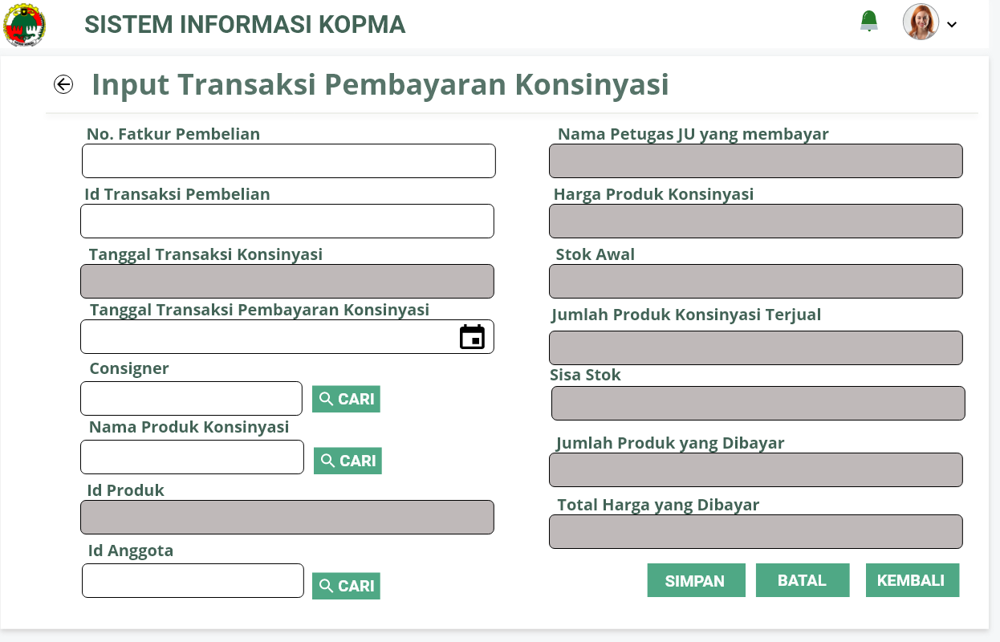 SISTEM INFORMASI KOPMA
Input Transaksi Pembayaran Konsinyasi
No. Fatkur Pembelian
Id Transaksi Pembelian
Tanggal Transaksi Konsinyasi
Tanggal Transaksi Pembayaran Konsinyasi
Consigner
CARI
Nama Produk Konsinyasi
CARI
Id Produk
Id Anggota
CARI
Nama Petugas JU yang membayar
Harga Produk Konsinyasi
Stok Awal
Jumlah Produk Konsinyasi Terjual
Sisa Stok
Jumlah Produk yang Dibayar
Total Harga yang Dibayar
SIMPAN
BATAL
KEMBALI